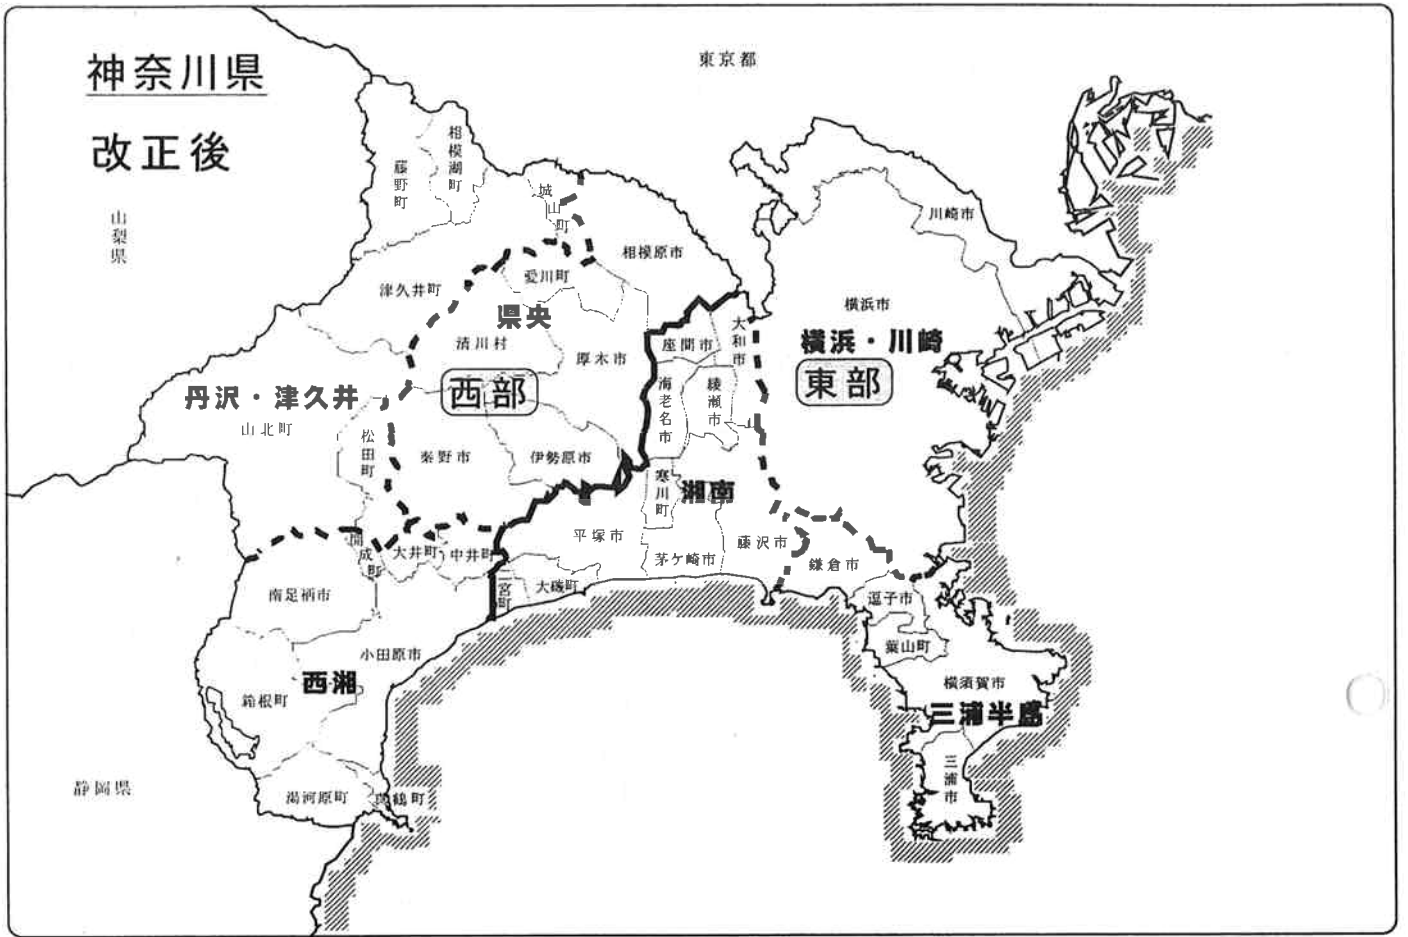 神奈川県
改正後
東京都
山梨県
静岡県
藤野町
相模湖町
城山町
相模原市
津久井町
愛川町
県央
清川村
厚木市
丹沢・津久井
山北町
松田町
西部
秦野市
伊勢原市
開成町
大井町
中井町
南足柄市
小田原市
西湘
箱根町
湯河原町
真鶴町
川崎市
横浜市
横浜・川崎
東部
大和市
座間市
海老名市
綾瀬市
寒川町
湘南
平塚市
茅ケ崎市
藤沢市
二宮町
大磯町
鎌倉市
逗子市
葉山町
横須賀市
三浦半島
三浦市